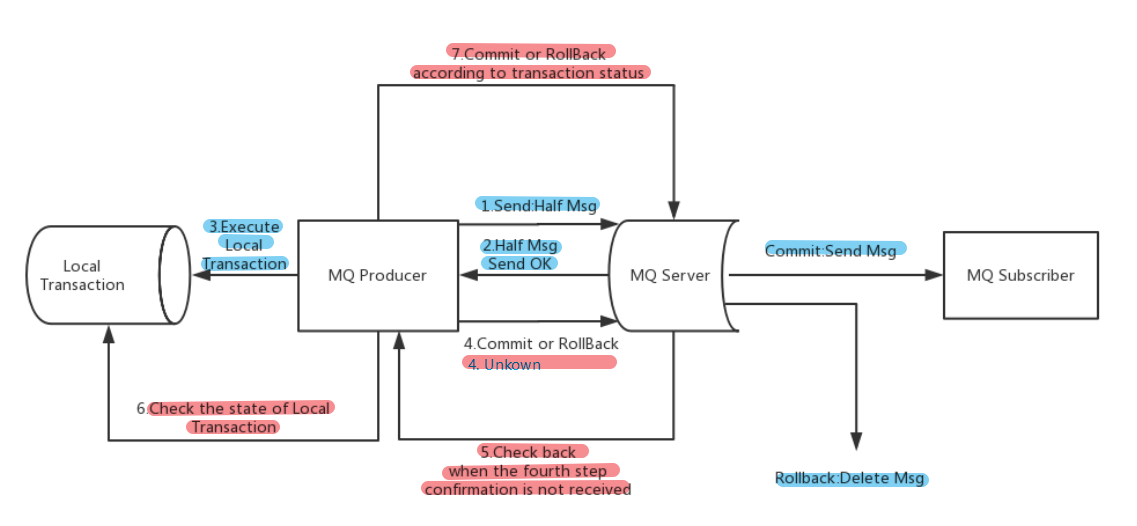 7.Commit or RollBack
according to transaction status
1.Send:Half Msg
3.Execute
Local
Transaction
2.Half Msg
Send OK
Commit:Send Msg
Local
Transaction
MQ Producer
MQ Server
MQ Subscriber
4.Commit or RollBack
4. Unkown
6.Check the state of Local
Transaction
5.Check back
when the fourth step
confirmation is not received
Rollback:Delete Msg